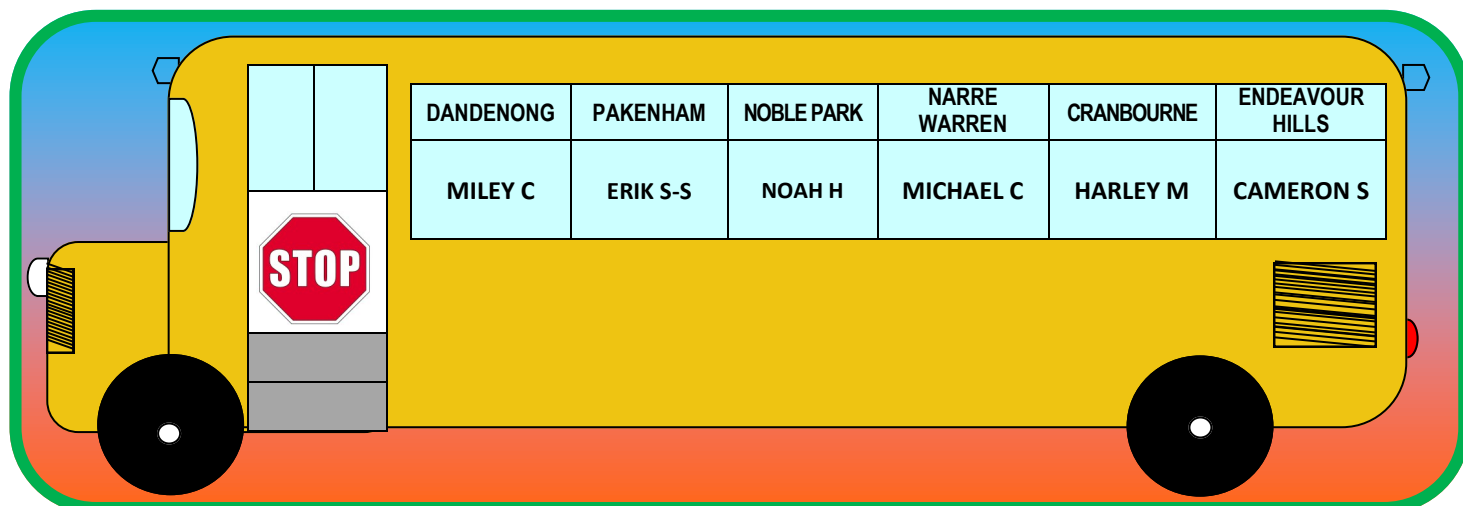 DANDENONG PAKENHAM NOBLE PARK NARRE WARREN CRANBOURNE ENDEAVOUR HILLS
MILEY C ERIK S-S NOAH H MICHAEL C HARLEY M CAMERON S
STOP